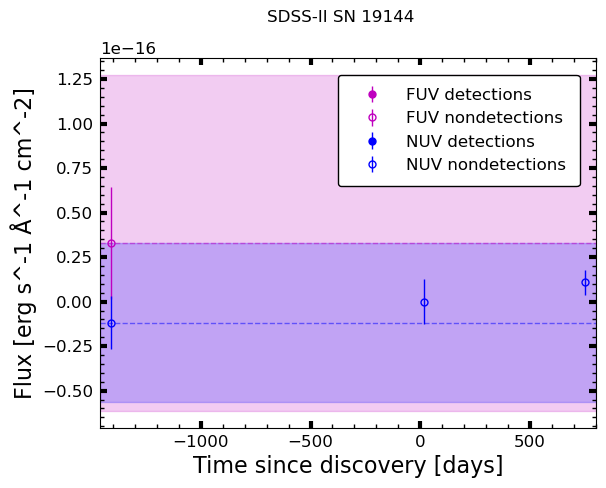 SDSS-II SN 19144
1e−16
FUV detections
FUV nondetections
NUV detections
NUV nondetections
1.25
1.00
0.75
0.50
0.25
0.00
−0.25
−0.50
Flux [erg s^-1 Å^-1 cm^-2]
−1000 −500 0 500
Time since discovery [days]